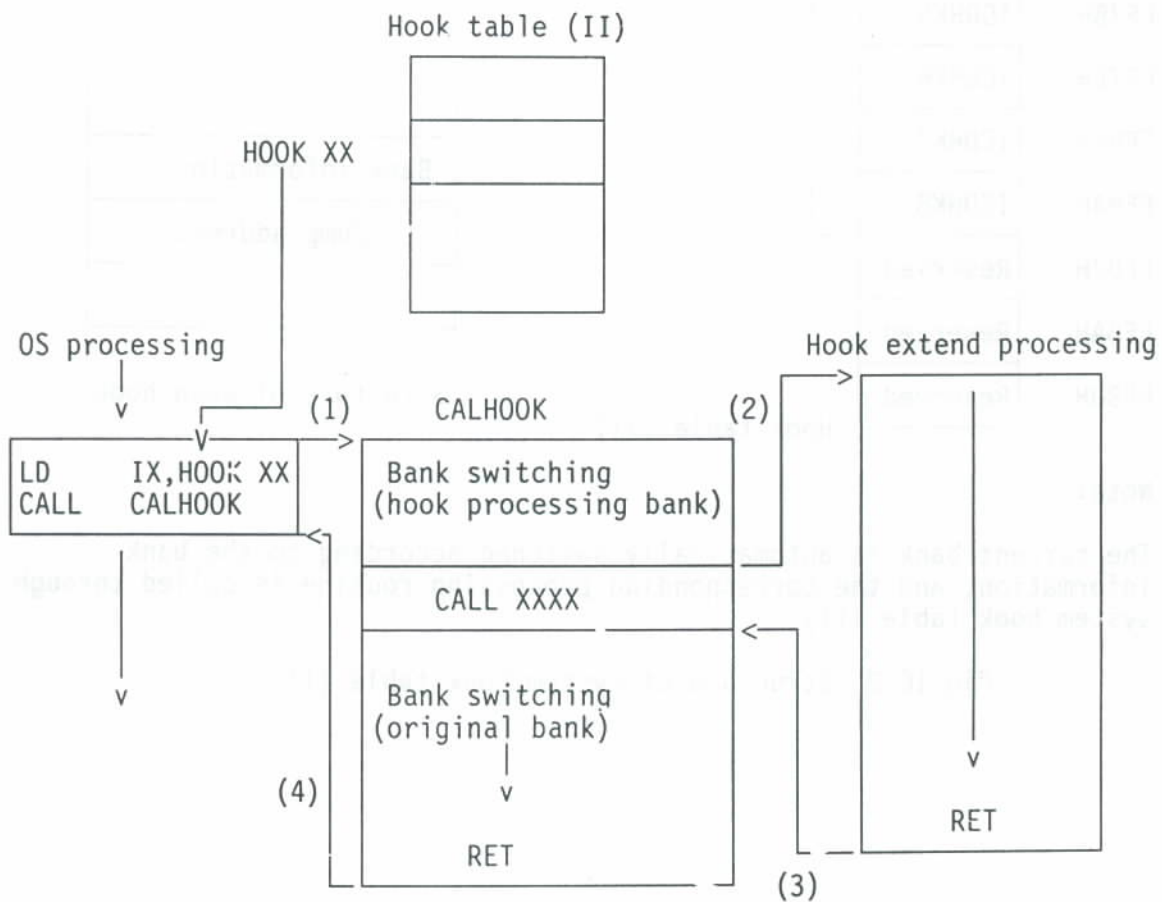 Hook table (II)
HOOK XX
OS processing
Hook extend processing
(1)
CALHOOK
(2)
LD IX,HOOK XX
CALL CALHOOK
Bank switching
(hook processing bank)
CALL XXXX
Bank switching
(original bank)
(4)
RET
RET
(3)